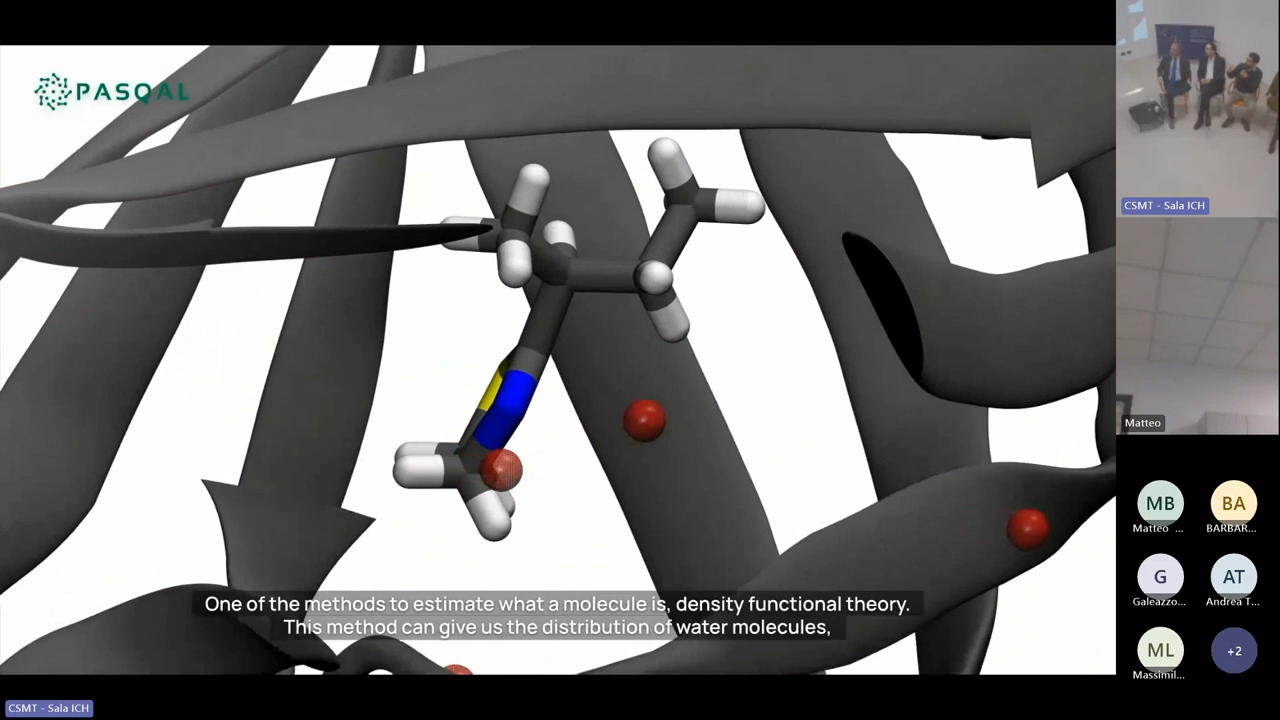 PASQAL
CSMT - Sala ICH
Matteo
MB
BA
Matteo ...
BARBAR...
G
AT
Galeazzo...
Andrea T...
ML
+2
Massimil...
One of the methods to estimate what a molecule is, density functional theory.
This method can give us the distribution of water molecules,
CSMT - Sala ICH